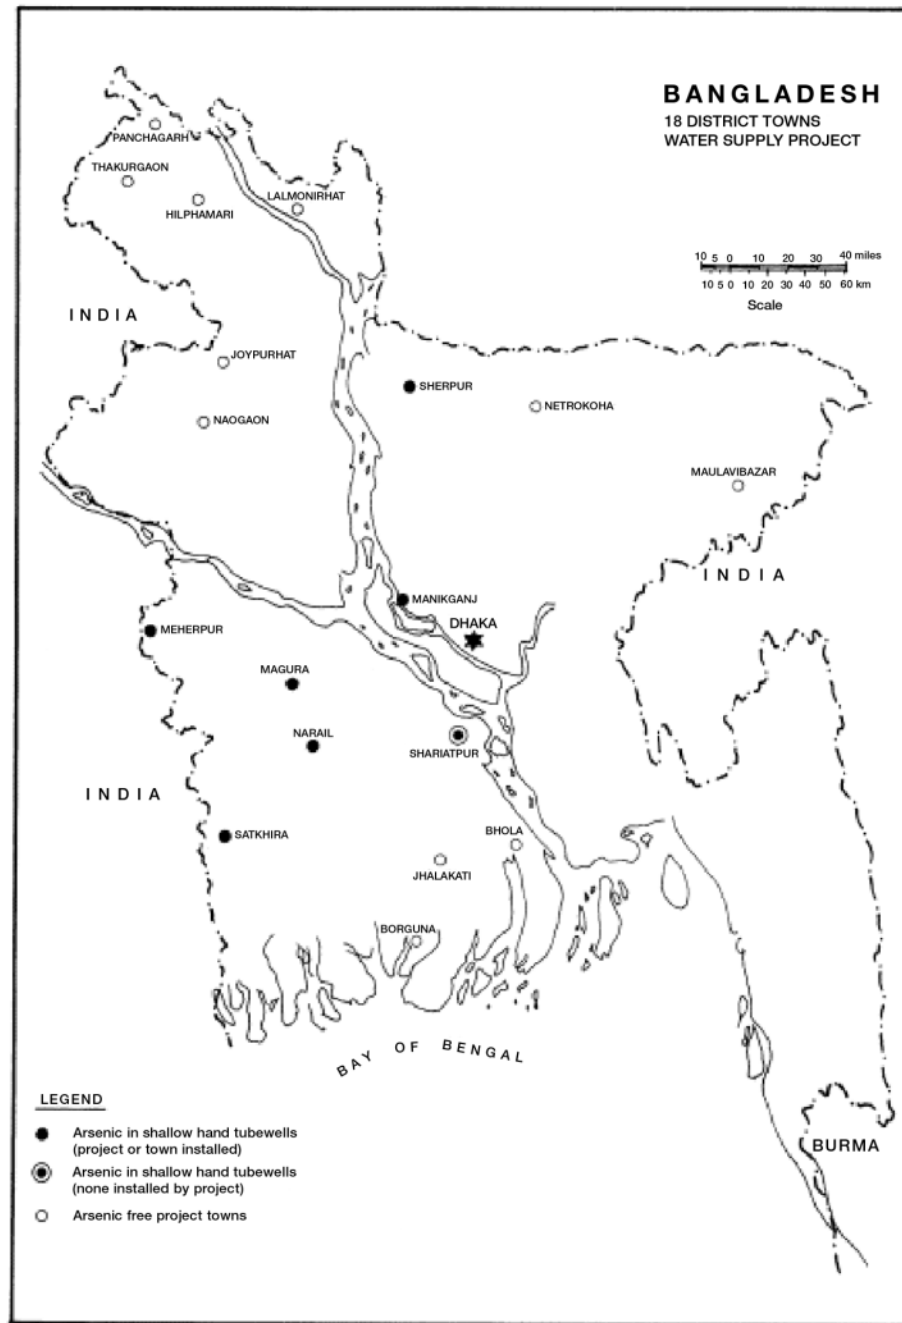 BANGLADESH
18 DISTRICT TOWNS
WATER SUPPLY PROJECT
PANCHAGARH
THAKURGAON
LALMONIRHAT
HILPHAMARI
10 5 0 10 20 30 40 miles
10 5 0 10 20 30 40 50 60 km
Scale
INDIA
JOYPURHAT
SHERPUR
NETROKOHA
NAOGAON
MAULAVIBAZAR
INDIA
MANIKGANJ
DHAKA
MEHERPUR
MAGURA
NARAIL
SHARIATPUR
INDIA
SATKHIRA
BHOLA
JHALAKATI
BORGUNA
BAY OF BENGAL
LEGEND
Arsenic in shallow hand tubewells
(project or town installed)
Arsenic in shallow hand tubewells
(none installed by project)
Arsenic free project towns
BURMA